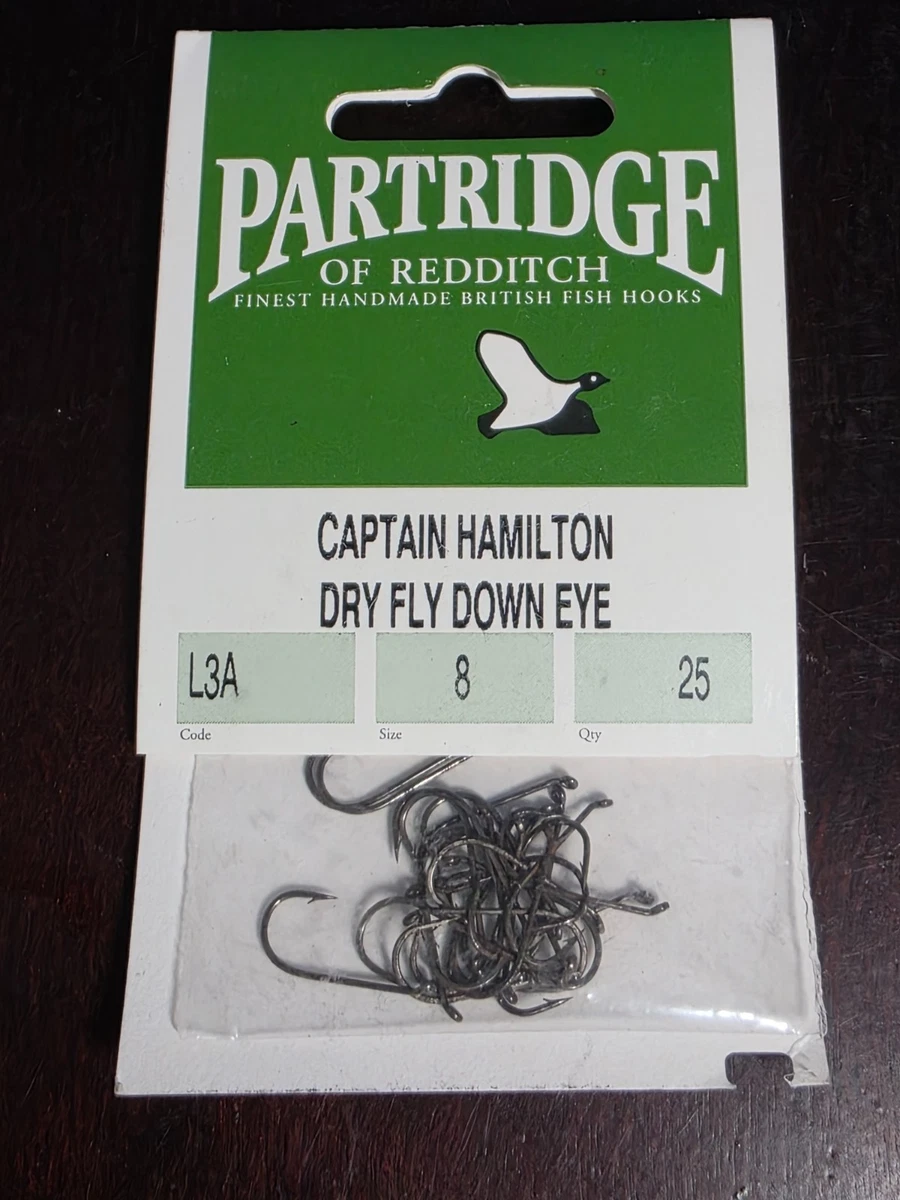 PARTRIDGE
OF REDDITCH
FINEST HANDMADE BRITISH FISH HOOKS
CAPTAIN HAMILTON
DRY FLY DOWN EYE
L3A 8 25
Code Size Qty